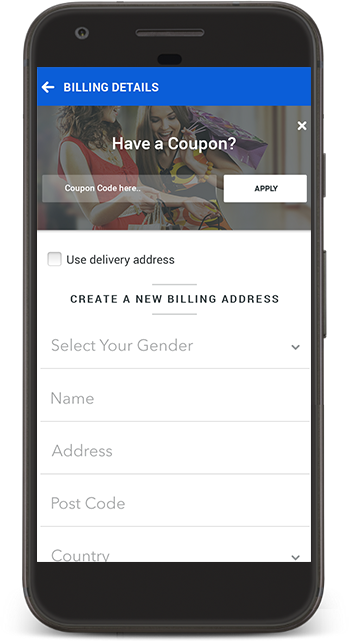 BILLING DETAILS
Have a Coupon?
Coupon Code here..
APPLY
Use delivery address
CREATE A NEW BILLING ADDRESS
Select Your Gender
Name
Address
Post Code
Country